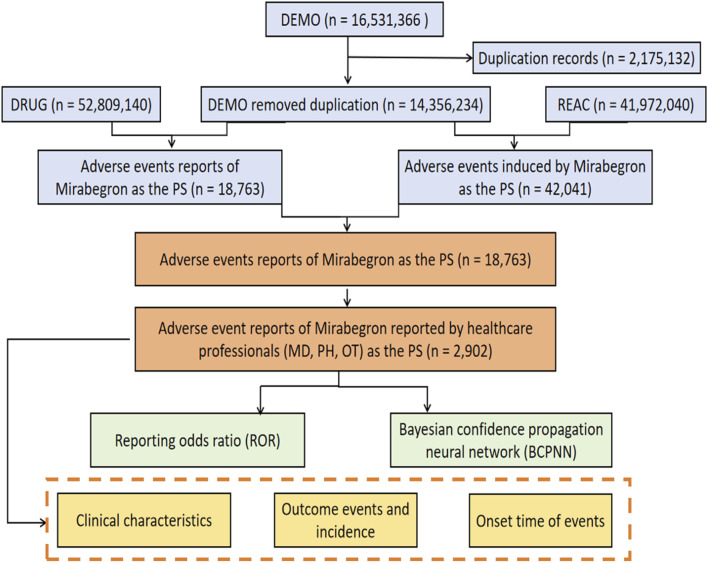 DEMO (n = 16,531,366 )
Duplication records (n = 2,175,132)
DRUG (n = 52,809,140)
DEMO removed duplication (n = 14,356,234)
REAC (n = 41,972,040)
Adverse events reports of
Mirabegron as the PS (n = 18,763)
Adverse events induced by Mirabegron
as the PS (n = 42,041)
Adverse events reports of Mirabegron as the PS (n = 18,763)
Adverse event reports of Mirabegron reported by healthcare
professionals (MD, PH, OT) as the PS (n = 2,902)
Reporting odds ratio (ROR)
Bayesian confidence propagation
neural network (BCPNN)
Clinical characteristics
Outcome events and
incidence
Onset time of events